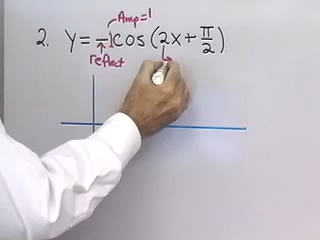 Amp=1
2. Y = -1cos(2x + π/2)
reflect